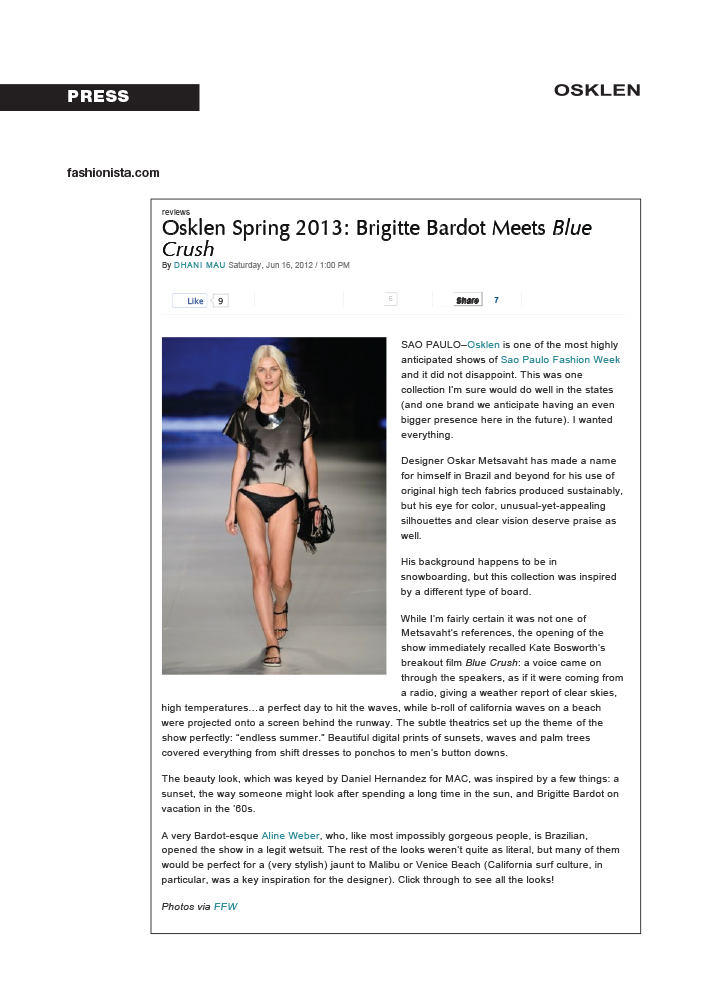 PRESS
OSKLEN
fashionista.com
reviews
Osklen Spring 2013: Brigitte Bardot Meets Blue
Crush
By DHANI MAU Saturday, Jun 16, 2012 / 1:00 PM
Like 9
6
Share 7
SAO PAULO–Osklen is one of the most highly
anticipated shows of Sao Paulo Fashion Week
and it did not disappoint. This was one
collection I'm sure would do well in the states
(and one brand we anticipate having an even
bigger presence here in the future). I wanted
everything.
Designer Oskar Metsavaht has made a name
for himself in Brazil and beyond for his use of
original high tech fabrics produced sustainably,
but his eye for color, unusual-yet-appealing
silhouettes and clear vision deserve praise as
well.
His background happens to be in
snowboarding, but this collection was inspired
by a different type of board.
While I'm fairly certain it was not one of
Metsavaht's references, the opening of the
show immediately recalled Kate Bosworth's
breakout film Blue Crush: a voice came on
through the speakers, as if it were coming from
a radio, giving a weather report of clear skies,
high temperatures...a perfect day to hit the waves, while b-roll of california waves on a beach
were projected onto a screen behind the runway. The subtle theatrics set up the theme of the
show perfectly: “endless summer.” Beautiful digital prints of sunsets, waves and palm trees
covered everything from shift dresses to ponchos to men's button downs.
The beauty look, which was keyed by Daniel Hernandez for MAC, was inspired by a few things: a
sunset, the way someone might look after spending a long time in the sun, and Brigitte Bardot on
vacation in the '60s.
A very Bardot-esque Aline Weber, who, like most impossibly gorgeous people, is Brazilian,
opened the show in a legit wetsuit. The rest of the looks weren't quite as literal, but many of them
would be perfect for a (very stylish) jaunt to Malibu or Venice Beach (California surf culture, in
particular, was a key inspiration for the designer). Click through to see all the looks!
Photos via FFW